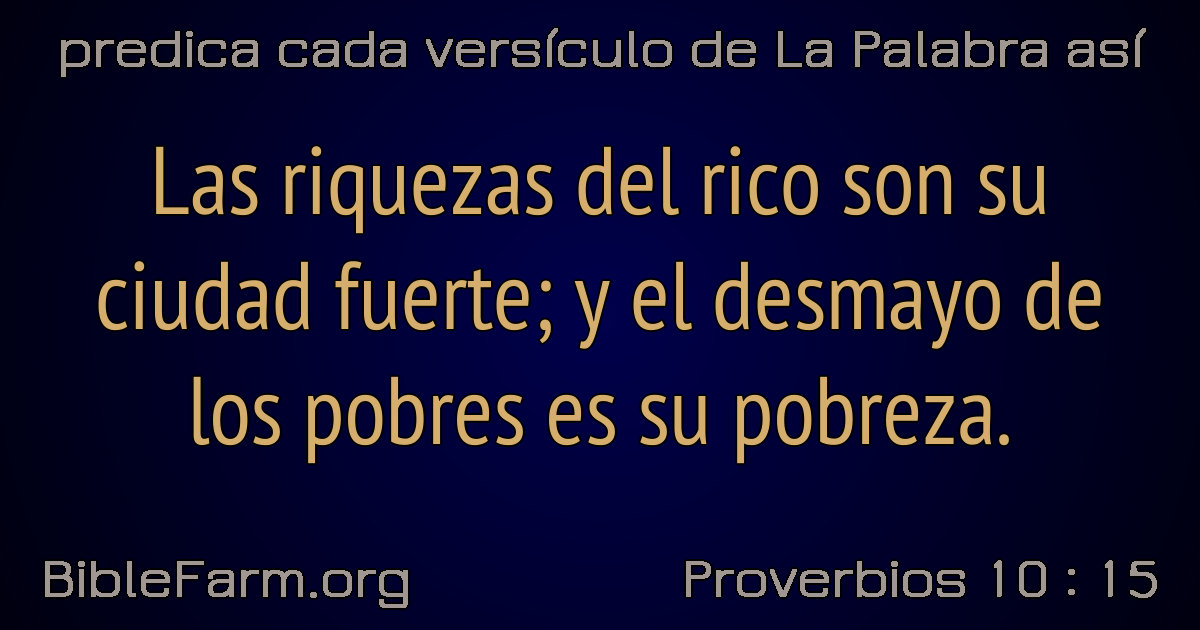 predica cada versículo de La Palabra así
Las riquezas del rico son su
ciudad fuerte; y el desmayo de
los pobres es su pobreza.
BibleFarm.org
Proverbios 10 : 15